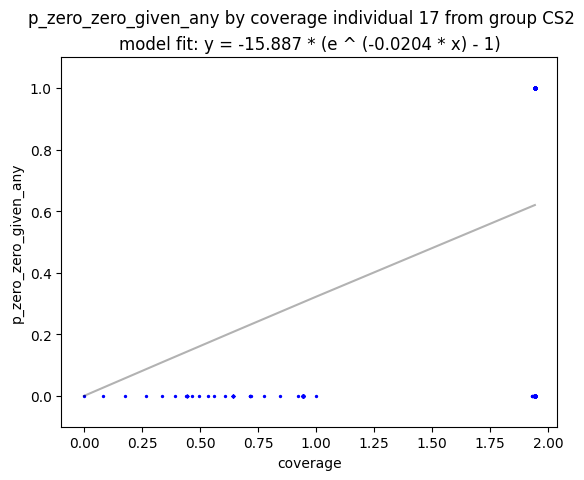 p_zero_zero_given_any by coverage individual 17 from group CS2
model fit: y = -15.887 * (e ^ (-0.0204 * x) - 1)
1.0
0.8
0.6
0.4
0.2
0.0
p_zero_zero_given_any
0.00 0.25 0.50 0.75 1.00 1.25 1.50 1.75 2.00
coverage